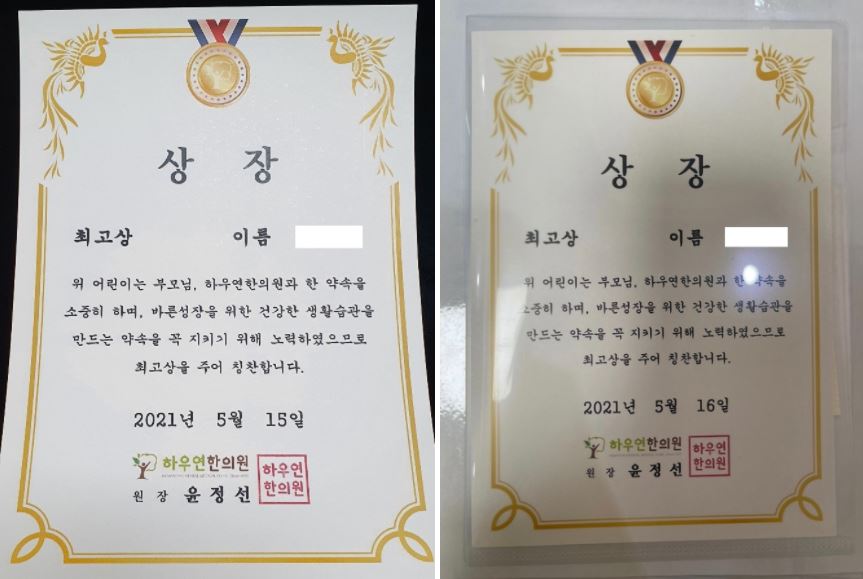 상 장
최고상 이름
위 어린이는 부모님, 하우연한의원과 한 약속을
소중히 하며, 바른성장을 위한 건강한 생활습관을
만드는 약속을 꼭 지키기 위해 노력하였으므로
최고상을 주어 칭찬합니다.
2021년 5월 15일
하우연한의원
원 장 윤 정 선
하우연
한의원
상 장
최고상 이름
위 어린이는 부모님, 하우연한의원과 한 약속을
소중히 하며, 바른성장을 위한 건강한 생활습관을
만드는 약속을 꼭 지키기 위해 노력하였으므로
최고상을 주어 칭찬합니다.
2021년 5월 16일
하우연한의원
원 장 윤 정 선
하우연
한의원